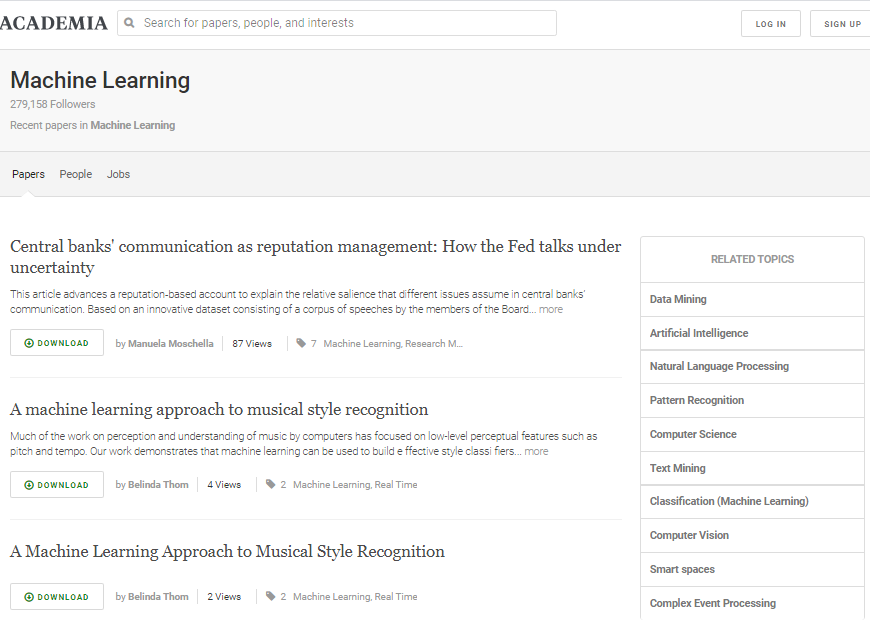 ACADEMIA
Search for papers, people, and interests
LOG IN
SIGN UP
Machine Learning
279,158 Followers
Recent papers in Machine Learning
Papers People Jobs
Central banks' communication as reputation management: How the Fed talks under
uncertainty
This article advances a reputation-based account to explain the relative salience that different issues assume in central banks'
communication. Based on an innovative dataset consisting of a corpus of speeches by the members of the Board... more
DOWNLOAD by Manuela Moschella 87 Views 7 Machine Learning, Research M...
A machine learning approach to musical style recognition
Much of the work on perception and understanding of music by computers has focused on low-level perceptual features such as
pitch and tempo. Our work demonstrates that machine learning can be used to build e ffective style classi fiers... more
DOWNLOAD by Belinda Thom 4 Views 2 Machine Learning, Real Time
A Machine Learning Approach to Musical Style Recognition
DOWNLOAD by Belinda Thom 2 Views 2 Machine Learning, Real Time
RELATED TOPICS
Data Mining
Artificial Intelligence
Natural Language Processing
Pattern Recognition
Computer Science
Text Mining
Classification (Machine Learning)
Computer Vision
Smart spaces
Complex Event Processing